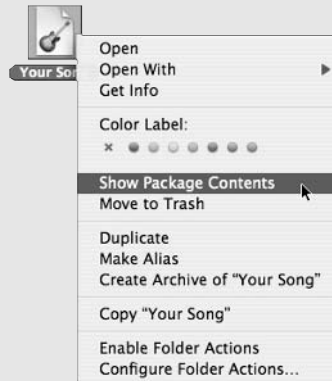 Your So
Open
Open With
Get Info
Color Label:
Show Package Contents
Move to Trash
Duplicate
Make Alias
Create Archive of “Your Song”
Copy “Your Song”
Enable Folder Actions
Configure Folder Actions...